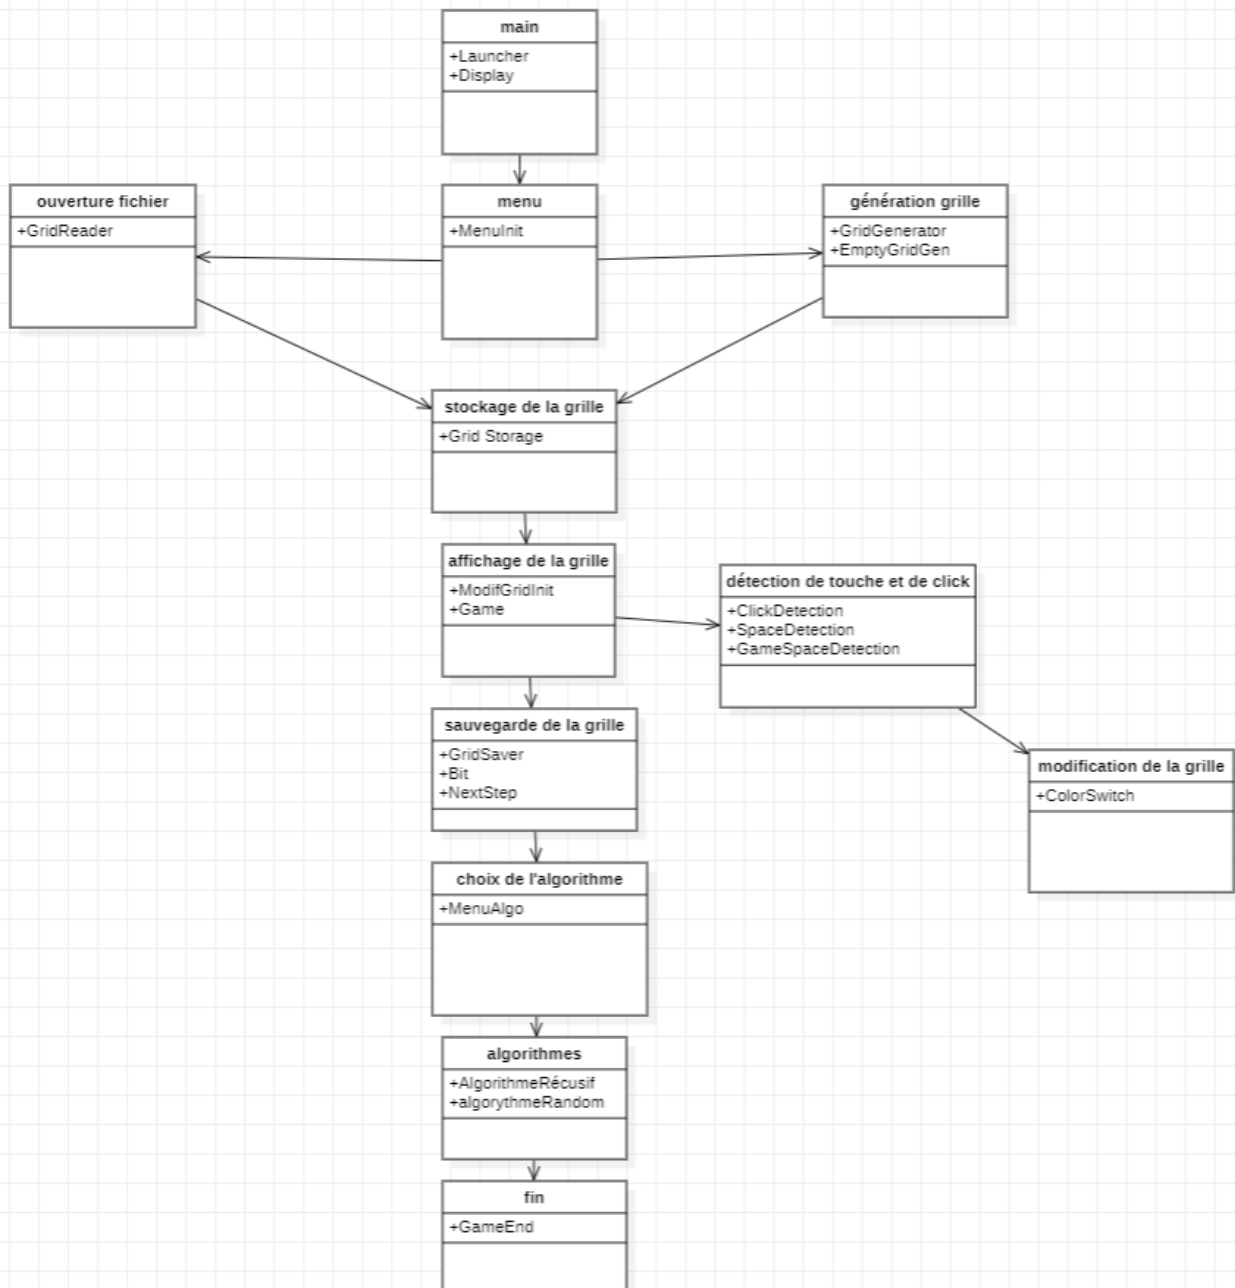 main
+Launcher
+Display
ouverture fichier
+GridReader
menu
+MenuInit
génération grille
+GridGenerator
+EmptyGridGen
stockage de la grille
+Grid Storage
affichage de la grille
+ModifGridInit
+Game
détection de touche et de click
+ClickDetection
+SpaceDetection
+GameSpaceDetection
sauvegarde de la grille
+GridSaver
+Bit
+NextStep
modification de la grille
+ColorSwitch
choix de l'algorithme
+MenuAlgo
algorithmes
+AlgorithmeRécusif
+algorythmeRandom
fin
+GameEnd